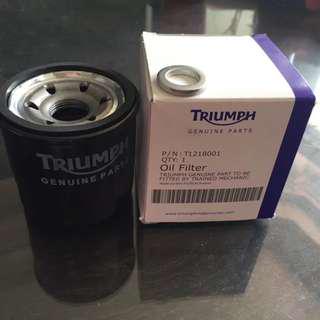 TRIUMPH
GENUINE PARTS
TRIUMPH
GENUINE PARTS
P/N: T1218001
QTY: 1
Oil Filter
TRIUMPH GENUINE PART TO BE
FITTED BY TRAINED MECHANIC